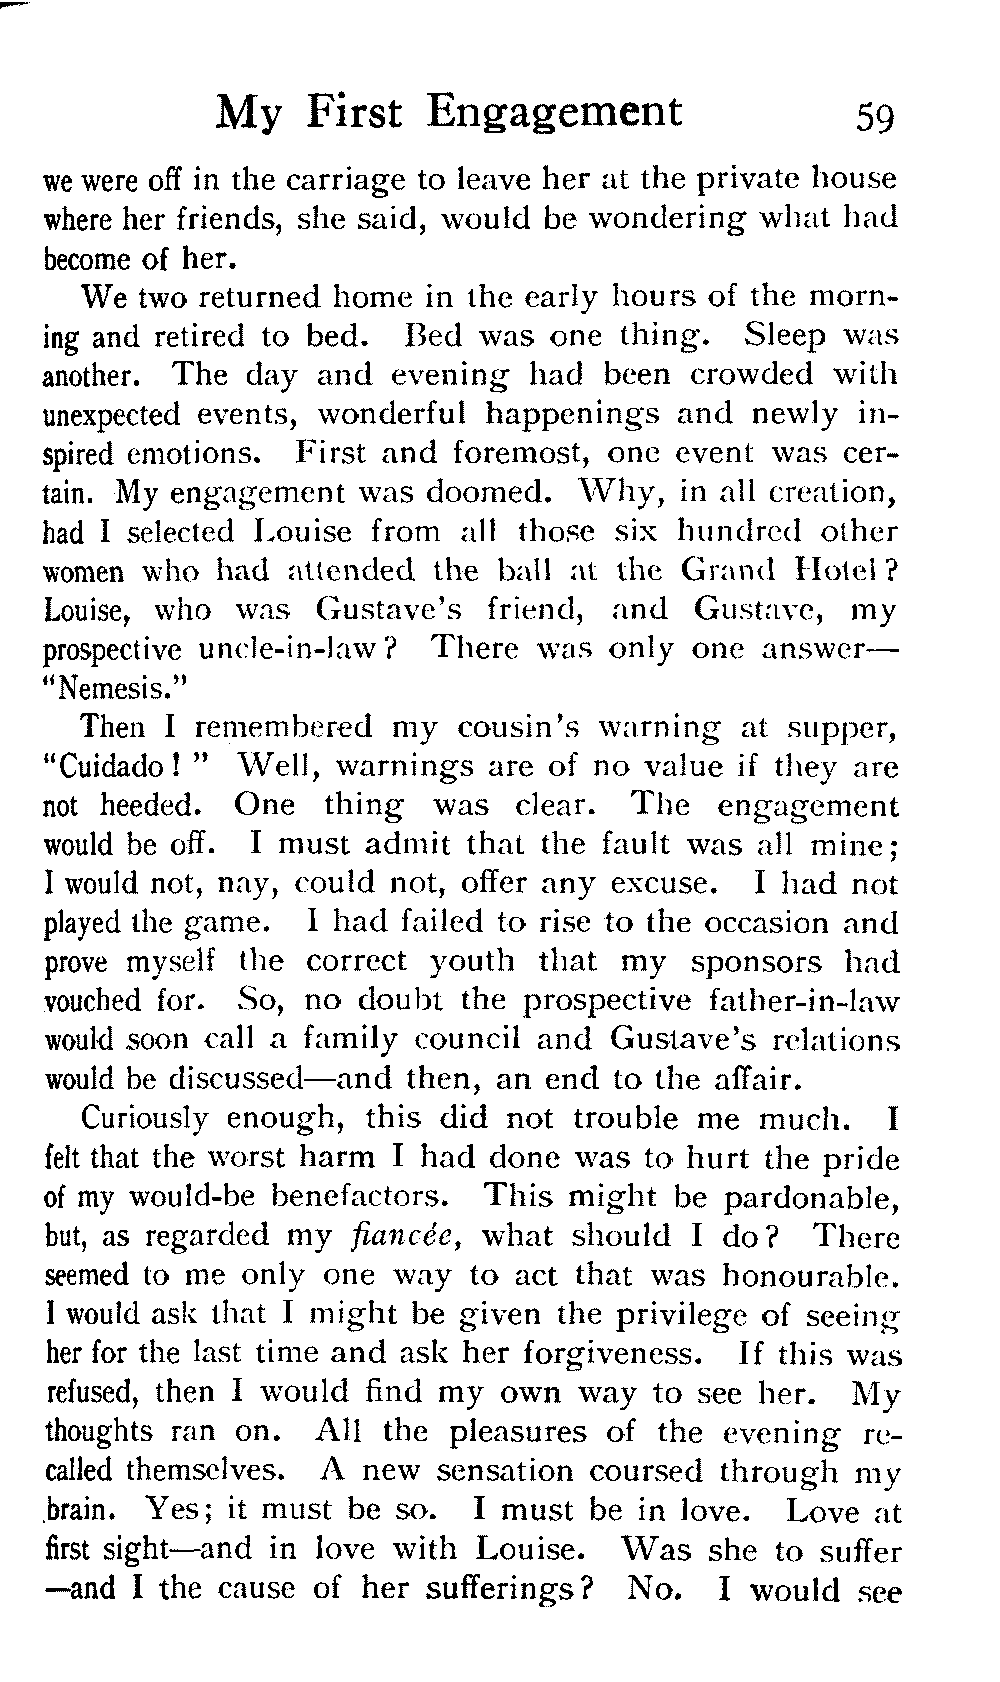 My First Engagement 59
we were off in the carriage to leave her at the private house
where her friends, she said, would be wondering what had
become of her.
We two returned home in the early hours of the morn-
ing and retired to bed. Bed was one thing. Sleep was
another. The day and evening had been crowded with
unexpected events, wonderful happenings and newly in-
spired emotions. First and foremost, one event was cer-
tain. My engagement was doomed. Why, in all creation,
had I selected Louise from all those six hundred other
women who had attended the ball at the Grand Hotel?
Louise, who was Gustave's friend, and Gustave, my
prospective uncle-in-law? There was only one answer—
"Nemesis."
Then I remembered my cousin's warning at supper,
"Cuidado!" Well, warnings are of no value if they are
not heeded. One thing was clear. The engagement
would be off. I must admit that the fault was all mine;
I would not, nay, could not, offer any excuse. I had not
played the game. I had failed to rise to the occasion and
prove myself the correct youth that my sponsors had
vouched for. So, no doubt the prospective father-in-law
would soon call a family council and Gustave's relations
would be discussed—and then, an end to the affair.
Curiously enough, this did not trouble me much. I
felt that the worst harm I had done was to hurt the pride
of my would-be benefactors. This might be pardonable,
but, as regarded my fiancée, what should I do? There
seemed to me only one way to act that was honourable.
I would ask that I might be given the privilege of seeing
her for the last time and ask her forgiveness. If this was
refused, then I would find my own way to see her. My
thoughts ran on. All the pleasures of the evening re-
called themselves. A new sensation coursed through my
brain. Yes; it must be so. I must be in love. Love at
first sight—and in love with Louise. Was she to suffer
—and I the cause of her sufferings? No. I would see